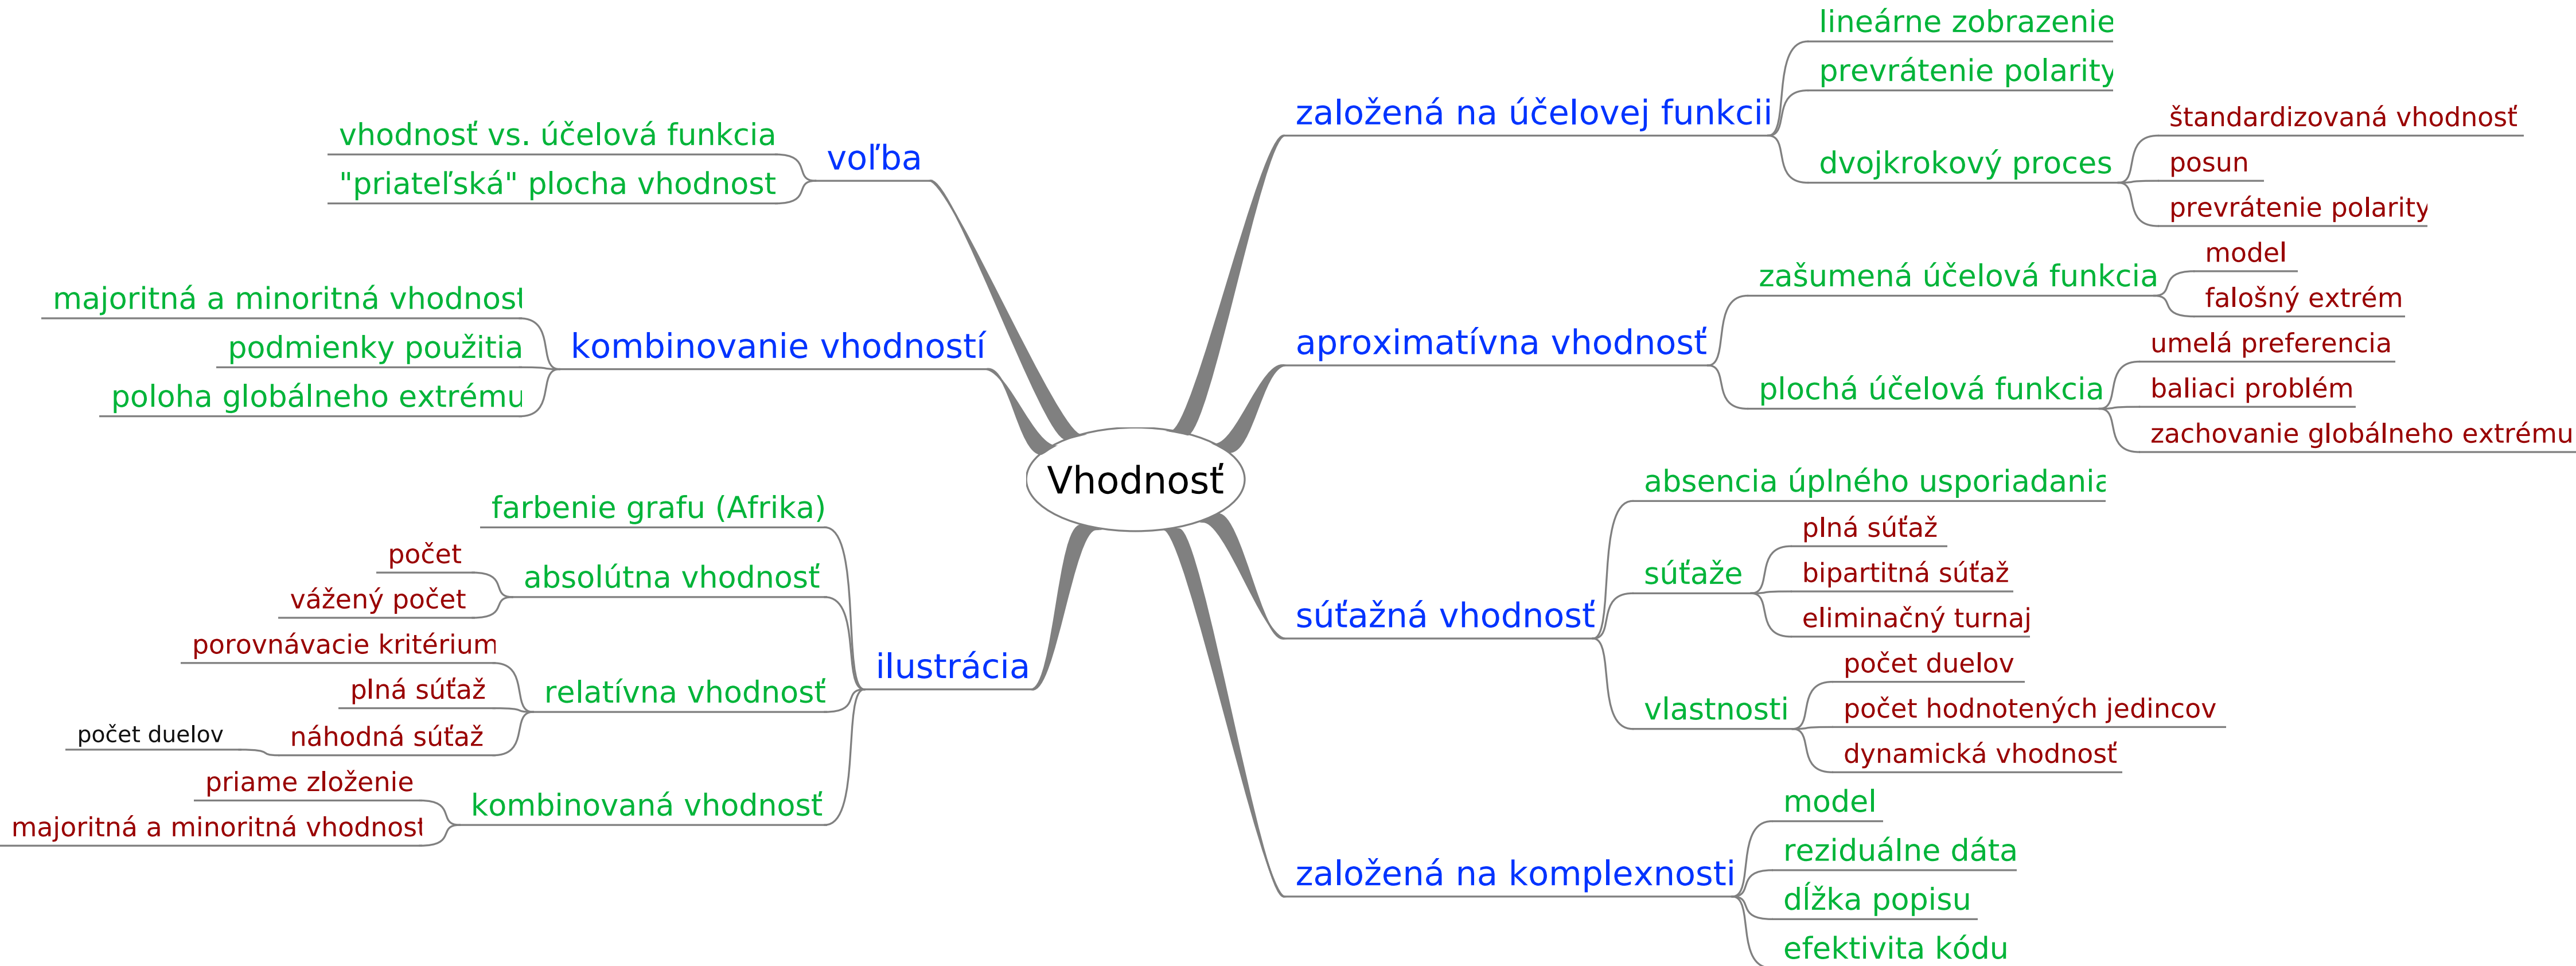 Vhodnosť
založená na účelovej funkcii
lineárne zobrazenie
prevrátenie polarity
dvojkrokový proces
štandardizovaná vhodnosť
posun
prevrátenie polarity
aproximatívna vhodnosť
zašumená účelová funkcia
model
falošný extrém
plochá účelová funkcia
umelá preferencia
baliaci problém
zachovanie globálneho extrému
súťažná vhodnosť
absencia úplného usporiadania
súťaže
plná súťaž
bipartitná súťaž
eliminačný turnaj
vlastnosti
počet duelov
počet hodnotených jedincov
dynamická vhodnosť
založená na komplexnosti
model
reziduálne dáta
dĺžka popisu
efektivita kódu
voľba
vhodnosť vs. účelová funkcia
"priateľská" plocha vhodnost
kombinovanie vhodností
majoritná a minoritná vhodnosť
podmienky použitia
poloha globálneho extrému
ilustrácia
farbenie grafu (Afrika)
absolútna vhodnosť
počet
vážený počet
relatívna vhodnosť
porovnávacie kritérium
plná súťaž
náhodná súťaž
počet duelov
kombinovaná vhodnosť
priame zloženie
majoritná a minoritná vhodnosť